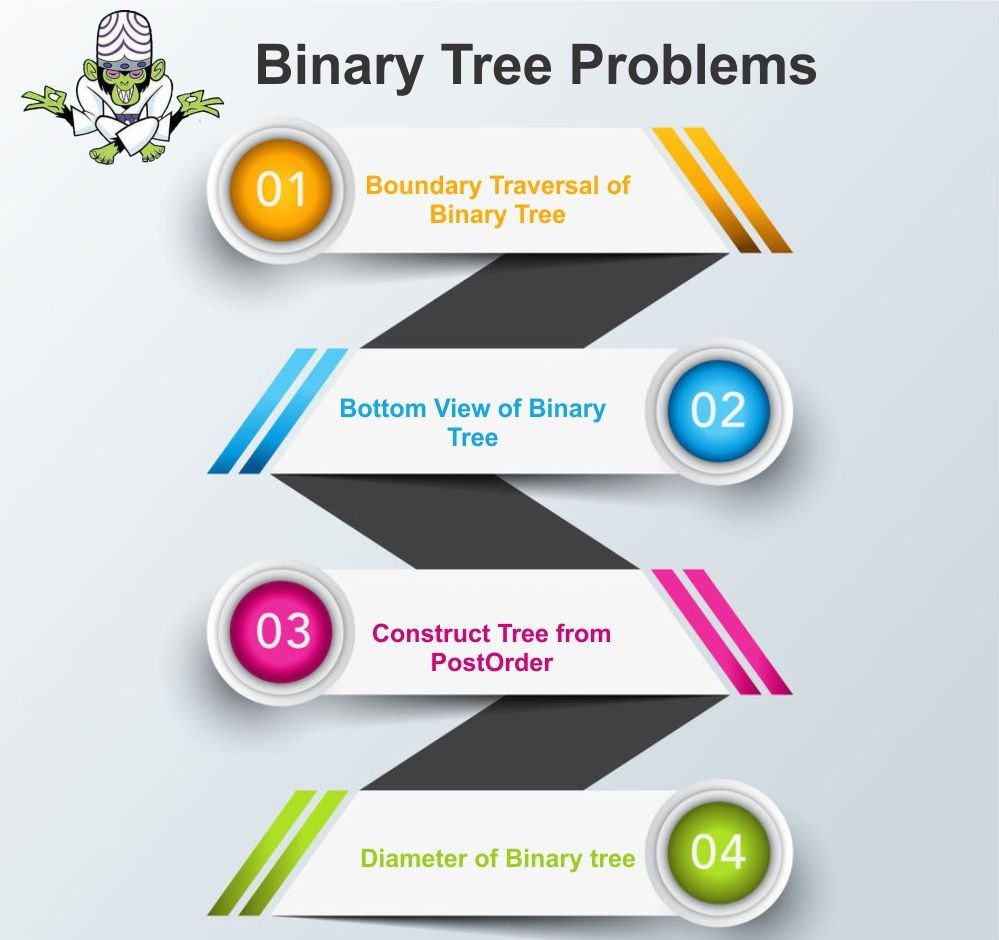 Binary Tree Problems
01
Boundary Traversal of
Binary Tree
Bottom View of Binary
Tree
02
03
Construct Tree from
PostOrder
Diameter of Binary tree
04